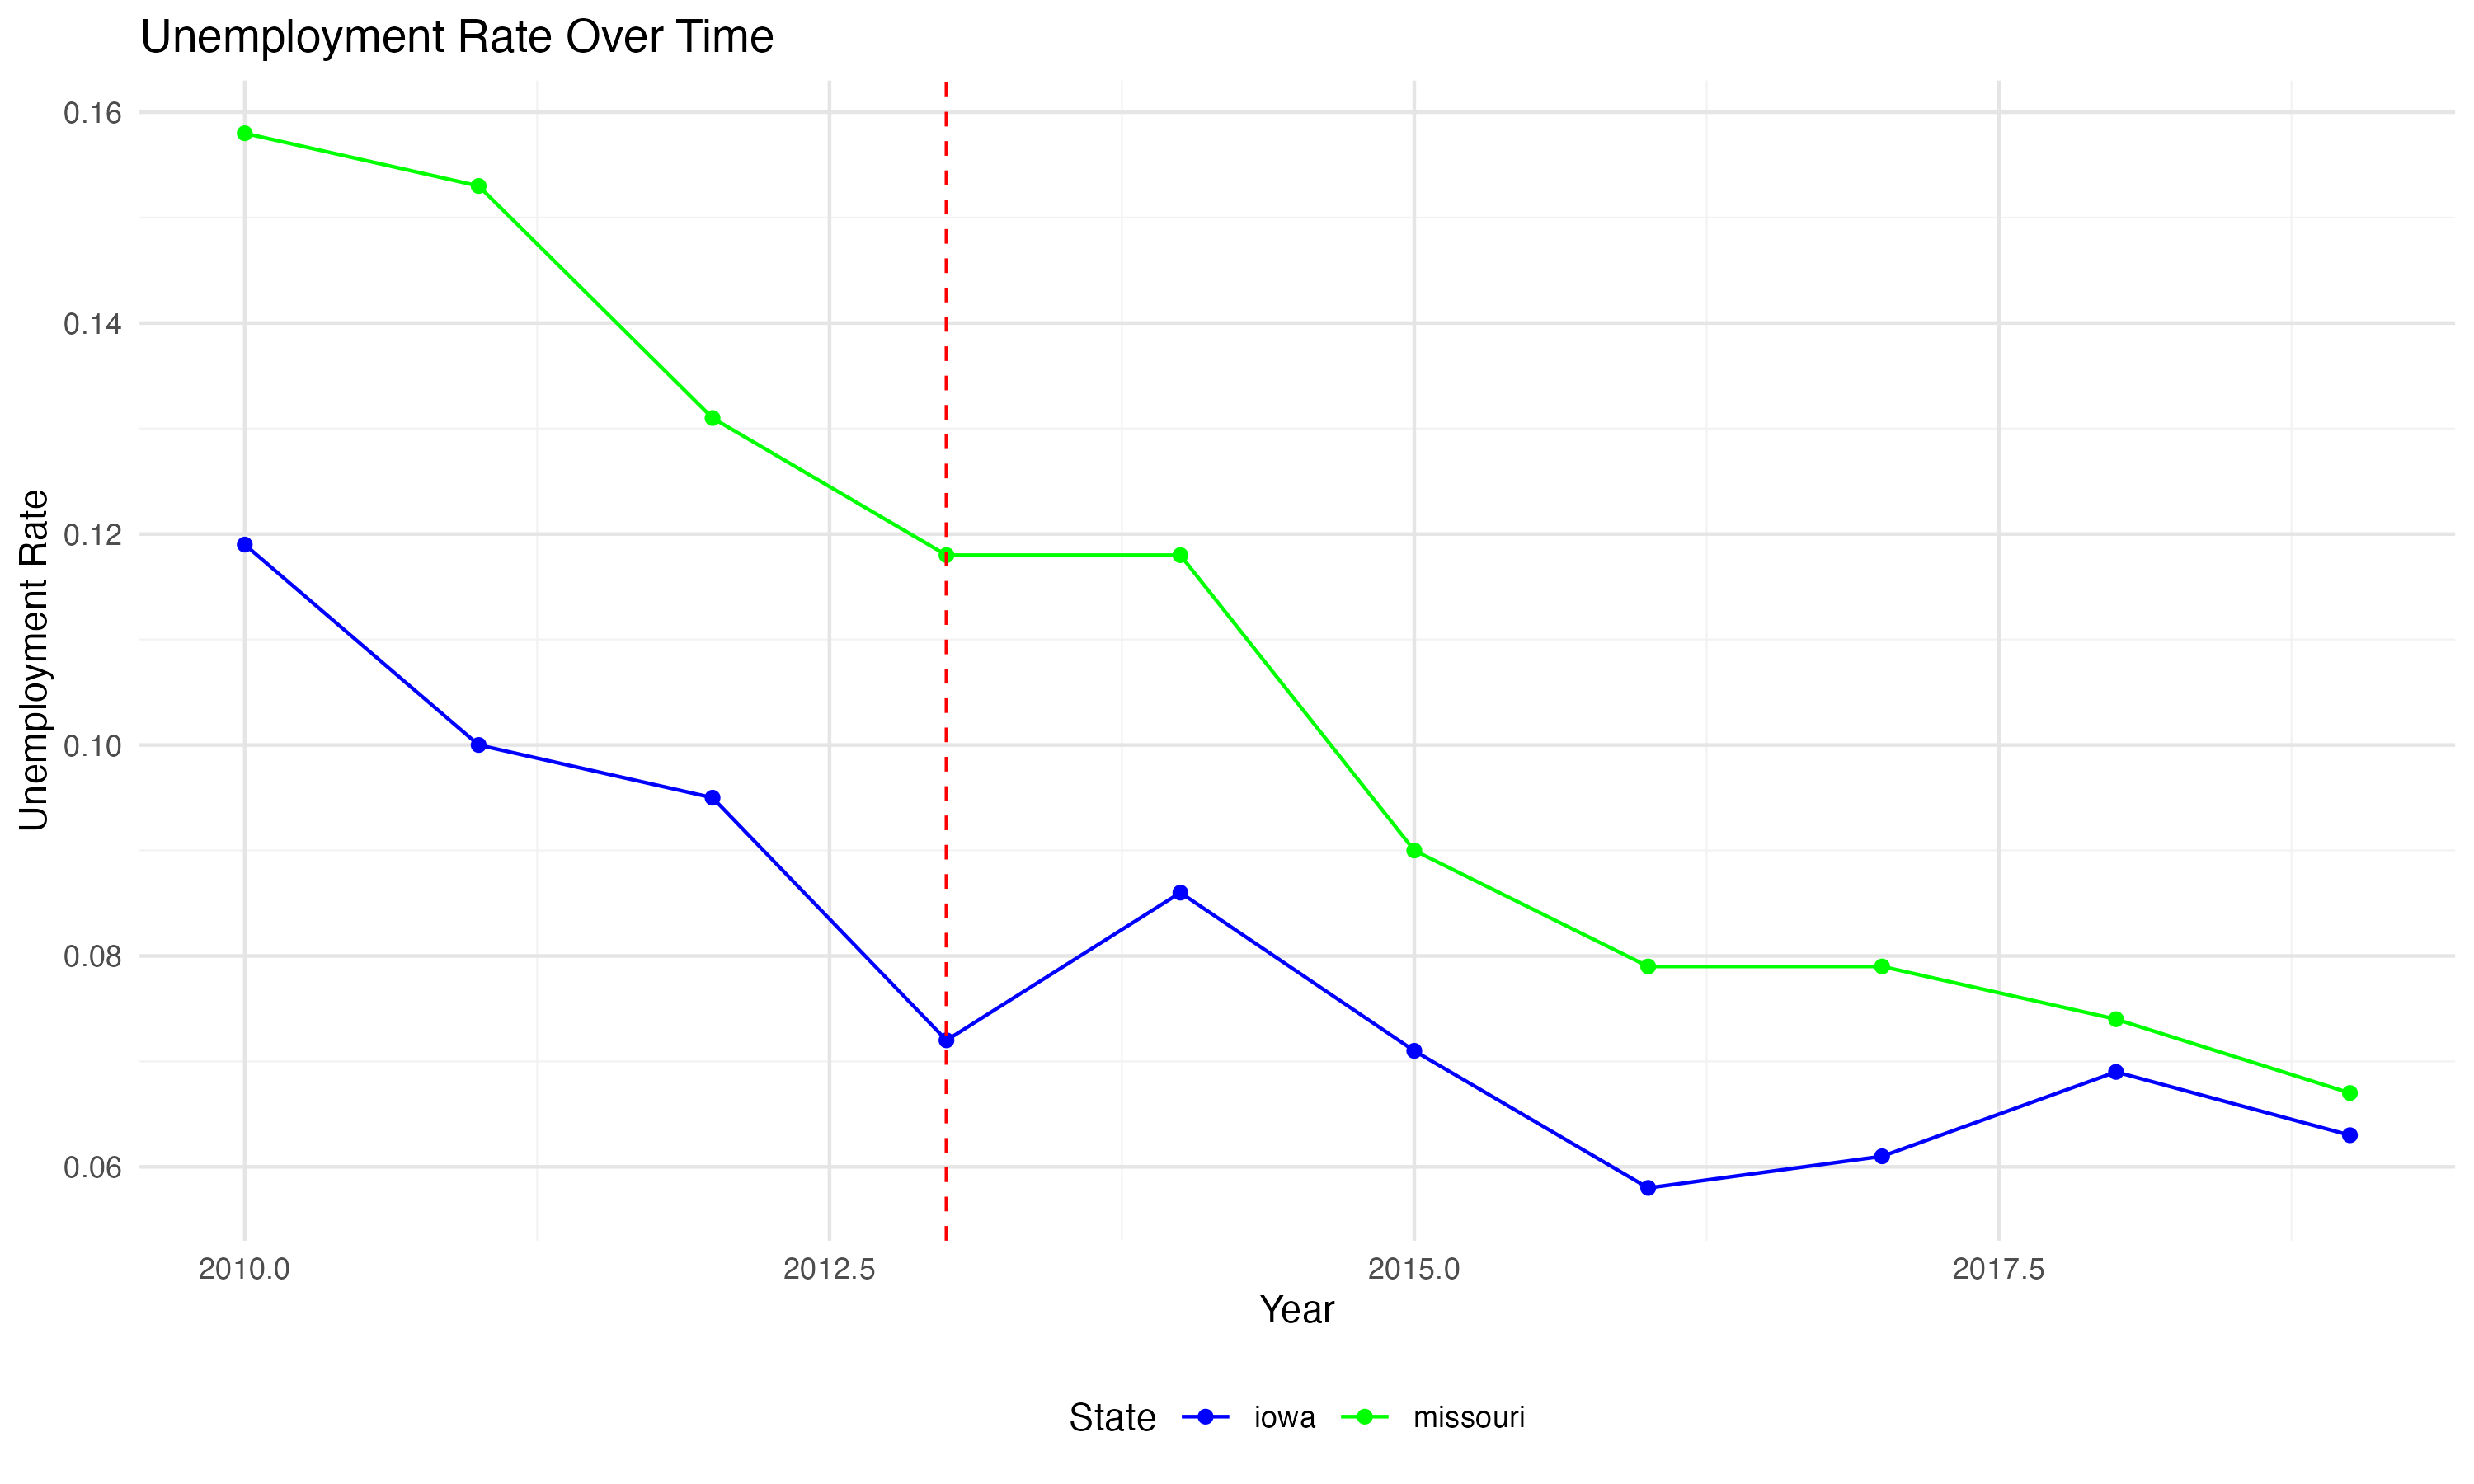 Unemployment Rate Over Time
Unemployment Rate
0.16
0.14
0.12
0.10
0.08
0.06
2010.0 2012.5 2015.0 2017.5
Year
State iowa missouri